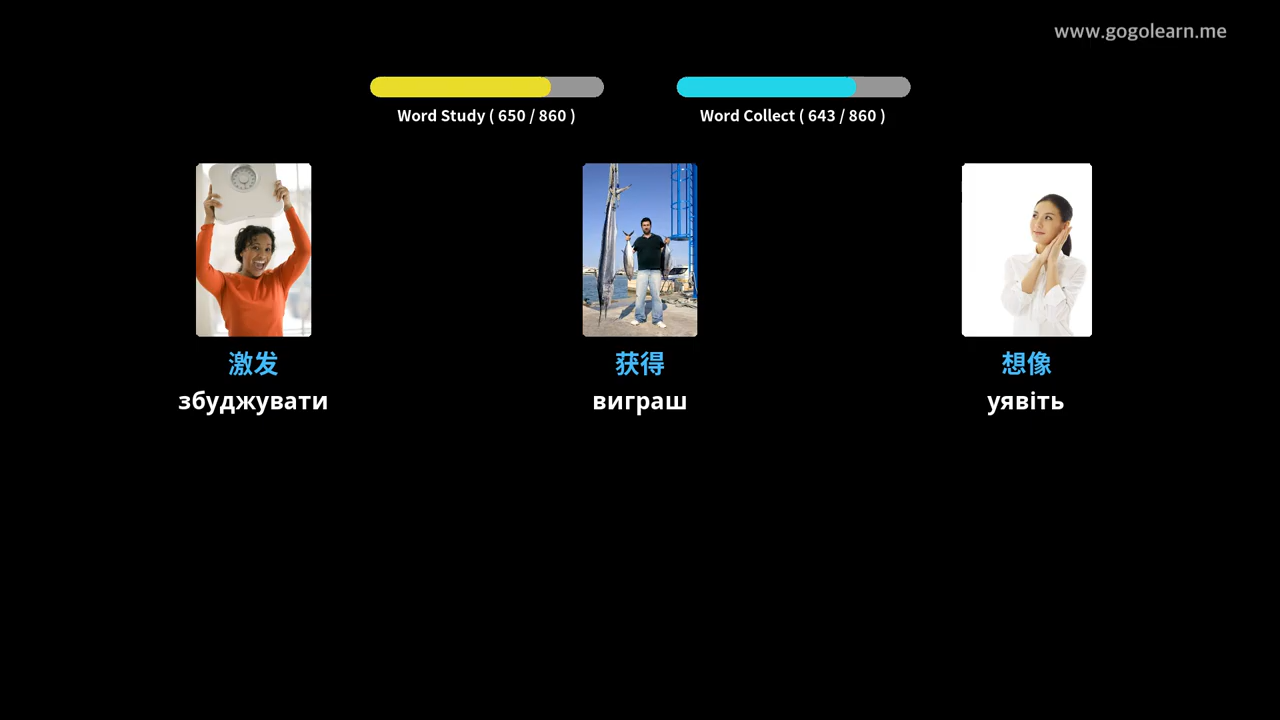 www.gogolearn.me
Word Study ( 650 / 860 )
Word Collect ( 643 / 860 )
激发
збуджувати
获得
виграш
想像
уявіть